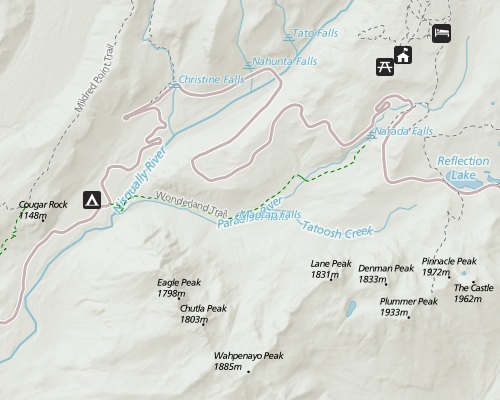 Tato Falls
Nahunta Falls
Christine Falls
Mildred Point Trail
Narada Falls
Reflection
Lake
Nisqually River
Wonderland Trail
Cougar Rock
1148m
Madcap Falls
River
Tatoosh Creek
Pinnacle Peak
1972m
Lane Peak
1831m
Denman Peak
1833m
The Castle
1962m
Eagle Peak
1798m
Plummer Peak
1933m
Chutla Peak
1803m
Wahpenayo Peak
1885m